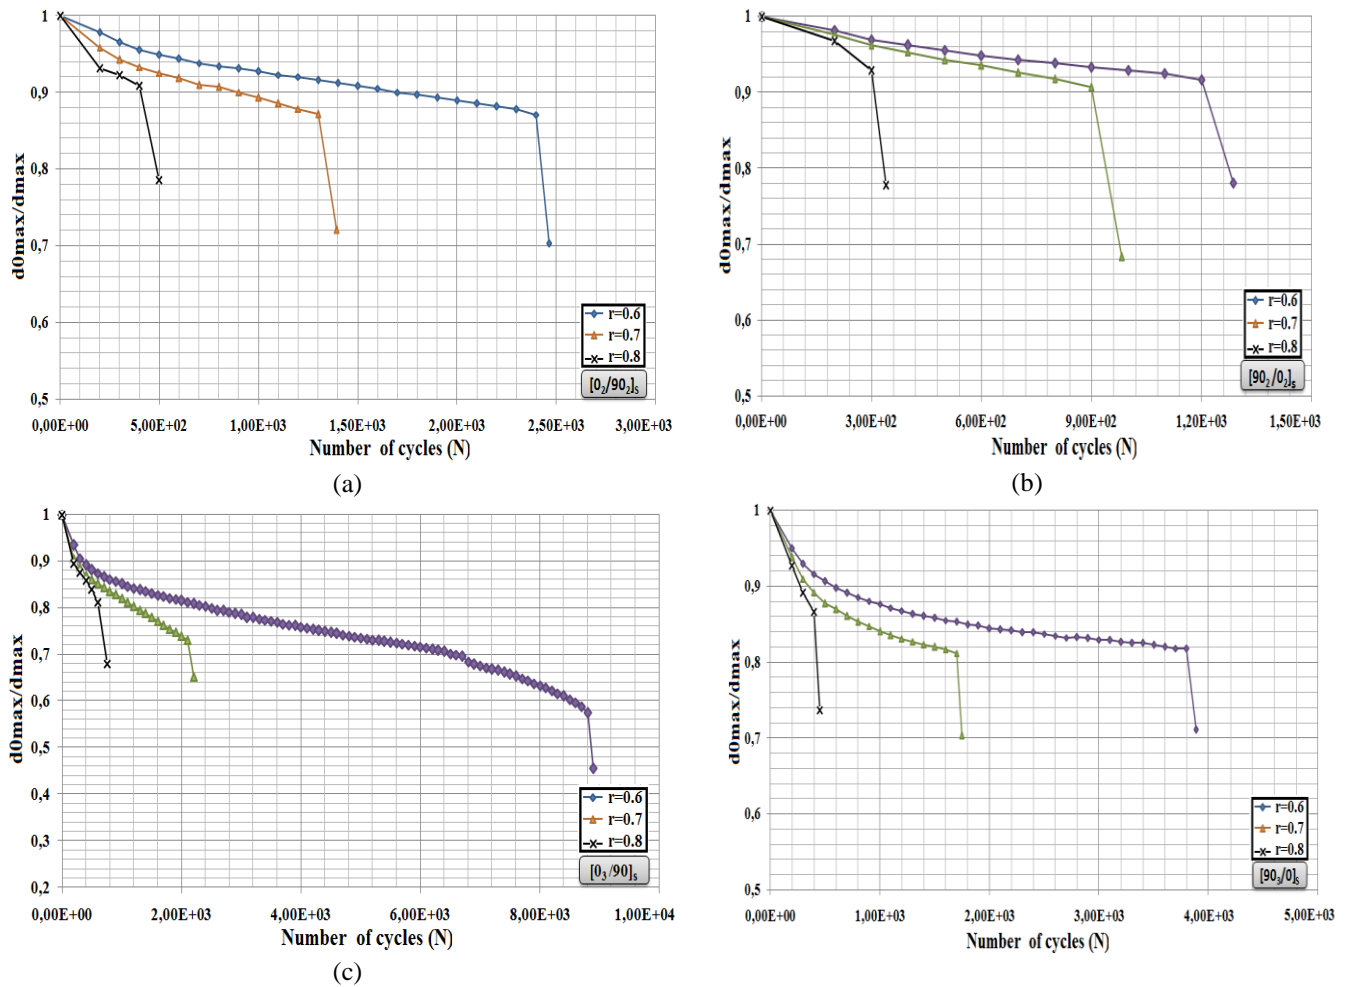 1
0,9
0,8
0,7
0,6
0,5
d0max/dmax
0,00E+00 5,00E+02 1,00E+03 1,50E+03 2,00E+03 2,50E+03 3,00E+03
Number of cycles (N)
r=0.6
r=0.7
r=0.8
[0₂/90₂]s
(a)
1
0,9
0,8
0,7
0,6
0,5
d0max/dmax
0,00E+00 3,00E+02 6,00E+02 9,00E+02 1,20E+03 1,50E+03
Number of cycles (N)
r=0.6
r=0.7
r=0.8
[90₂/0₂]s
(b)
1
0,9
0,8
0,7
0,6
0,5
0,4
0,3
0,2
d0max/dmax
0,00E+00 2,00E+03 4,00E+03 6,00E+03 8,00E+03 1,00E+04
Number of cycles (N)
r=0.6
r=0.7
r=0.8
[0₃/90]s
(c)
1
0,9
0,8
0,7
0,6
0,5
d0max/dmax
0,00E+00 1,00E+03 2,00E+03 3,00E+03 4,00E+03 5,00E+03
Number of cycles (N)
r=0.6
r=0.7
r=0.8
[90₃/0]s